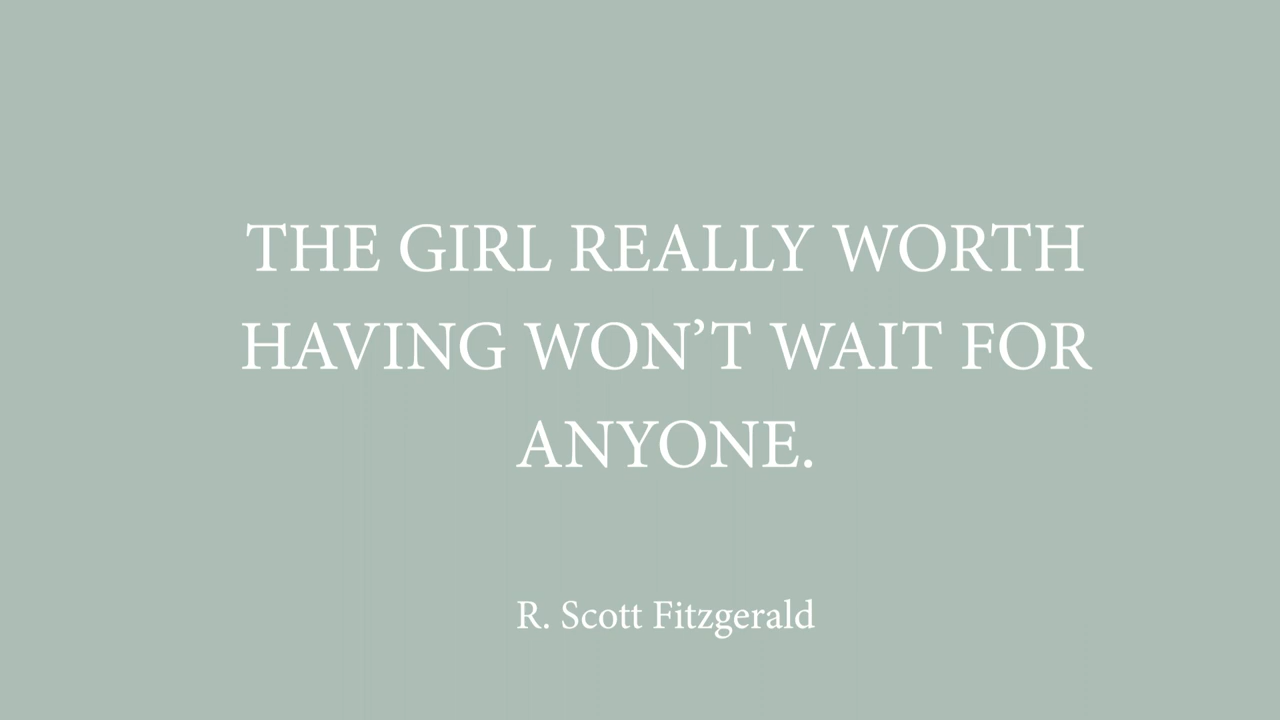 THE GIRL REALLY WORTH
HAVING WON’T WAIT FOR
ANYONE.
R. Scott Fitzgerald